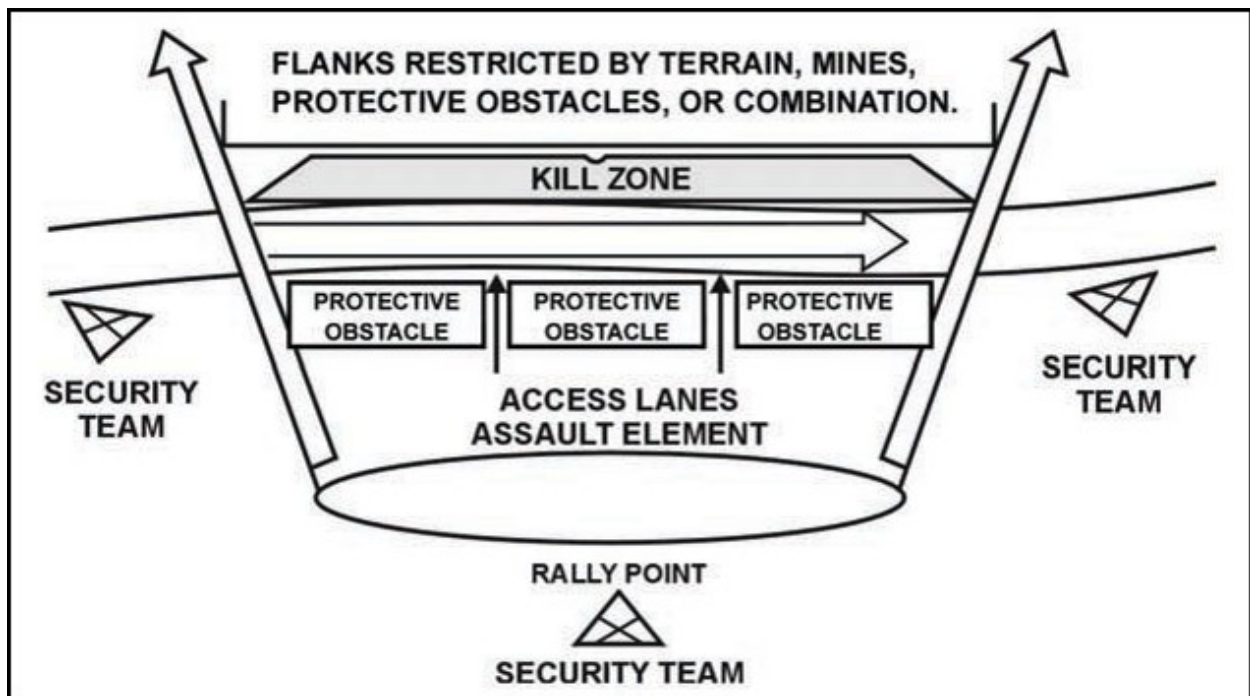 FLANKS RESTRICTED BY TERRAIN, MINES,
PROTECTIVE OBSTACLES, OR COMBINATION.
KILL ZONE
PROTECTIVE
OBSTACLE
PROTECTIVE
OBSTACLE
PROTECTIVE
OBSTACLE
SECURITY
TEAM
ACCESS LANES
ASSAULT ELEMENT
SECURITY
TEAM
RALLY POINT
SECURITY TEAM